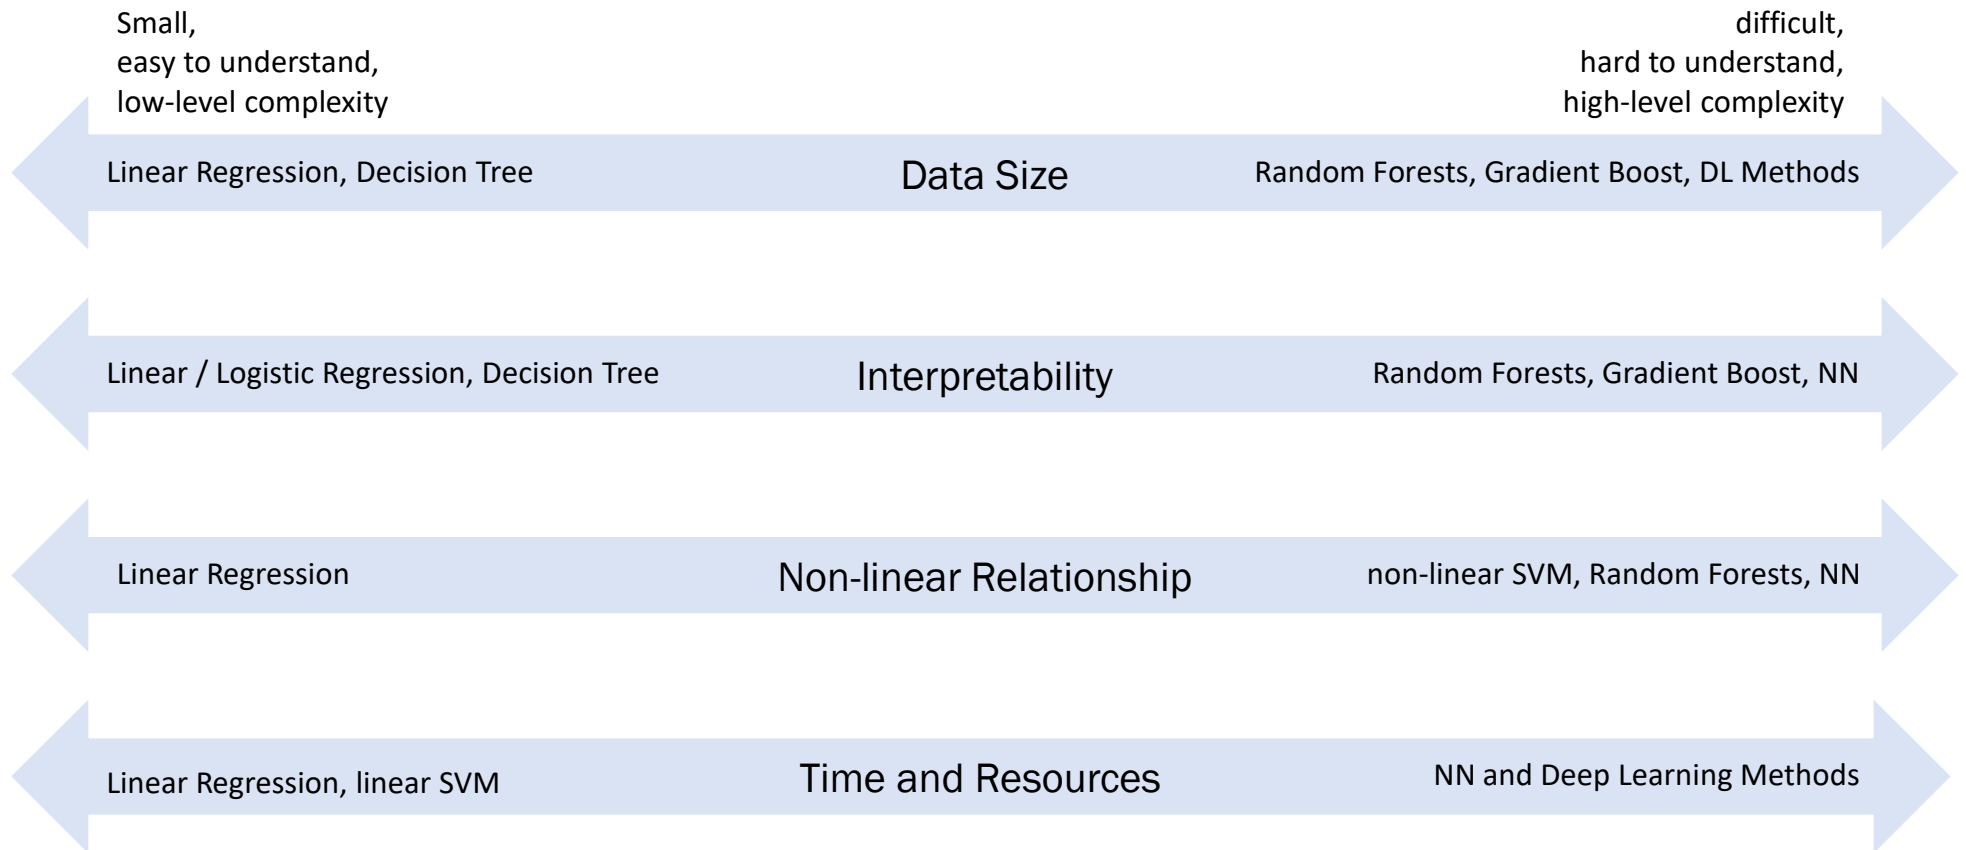 Small,
easy to understand,
low-level complexity
difficult,
hard to understand,
high-level complexity
Linear Regression, Decision Tree
Data Size
Random Forests, Gradient Boost, DL Methods
Linear / Logistic Regression, Decision Tree
Interpretability
Random Forests, Gradient Boost, NN
Linear Regression
Non-linear Relationship
non-linear SVM, Random Forests, NN
Linear Regression, linear SVM
Time and Resources
NN and Deep Learning Methods